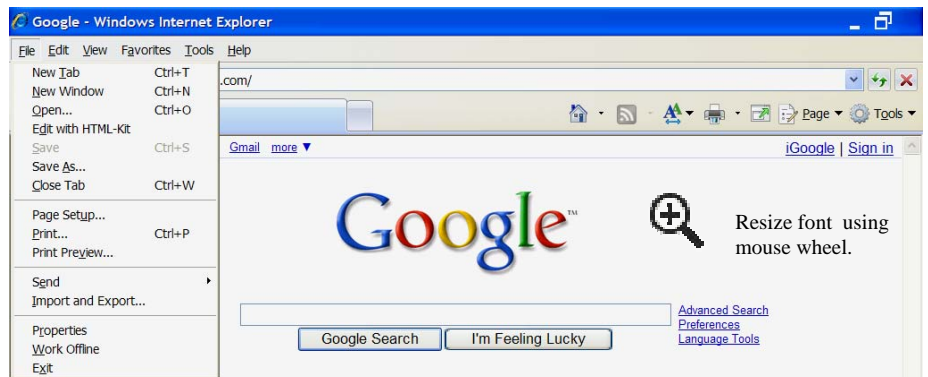 Google - Windows Internet Explorer
File Edit View Favorites Tools Help
New Tab Ctrl+T
New Window Ctrl+N
Open... Ctrl+O
Edit with HTML-Kit
Save Ctrl+S
Save As...
Close Tab Ctrl+W
Page Setup...
Print... Ctrl+P
Print Preview...
Send
Import and Export...
Properties
Work Offline
Exit
.com/
Page Tools
Gmail more iGoogle | Sign in
Google™
Resize font using
mouse wheel.
Advanced Search
Preferences
Language Tools
Google Search I'm Feeling Lucky